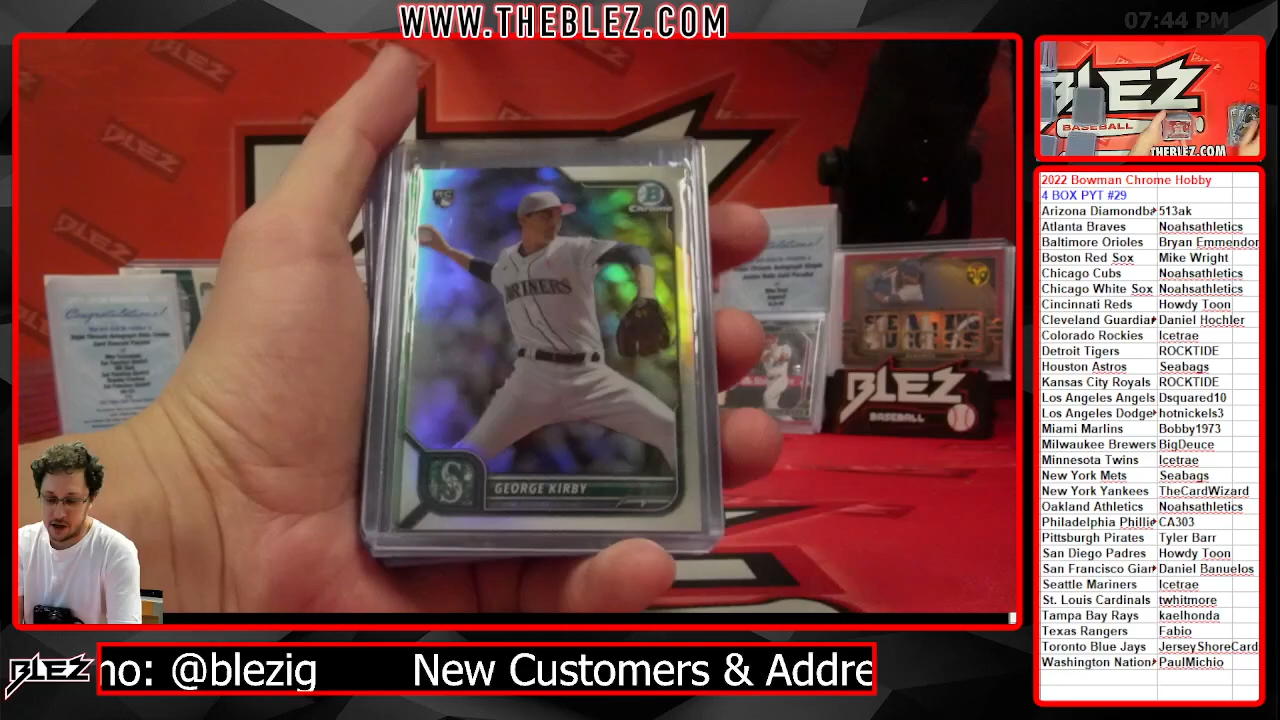 WWW.THEBLEZ.COM
07:44 PM
BLEZ
BASEBALL
THEBLEZ.COM
RC
Chrome
RINERS
S
GEORGE KIRBY
Congratulations!
BLEZ
BASEBALL
2022 Bowman Chrome Hobby
4 BOX PYT #29
Arizona Diamondba 513ak
Atlanta Braves Noahsathletics
Baltimore Orioles Bryan Emmendor
Boston Red Sox Mike Wright
Chicago Cubs Noahsathletics
Chicago White Sox Noahsathletics
Cincinnati Reds Howdy Toon
Cleveland Guardia Daniel Hochler
Colorado Rockies Icetrae
Detroit Tigers ROCKTIDE
Houston Astros Seabags
Kansas City Royals ROCKTIDE
Los Angeles Angels Dsquared10
Los Angeles Dodge hotnickels3
Miami Marlins Bobby1973
Milwaukee Brewers BigDeuce
Minnesota Twins Icetrae
New York Mets Seabags
New York Yankees TheCardWizard
Oakland Athletics Noahsathletics
Philadelphia Phillie CA303
Pittsburgh Pirates Tyler Barr
San Diego Padres Howdy Toon
San Francisco Gian Daniel Banuelos
Seattle Mariners Icetrae
St. Louis Cardinals twhitmore
Tampa Bay Rays kaelhonda
Texas Rangers Fabio
Toronto Blue Jays JerseyShoreCard
Washington Nation PaulMichio
BLEZ
no: @blezig New Customers & Addre